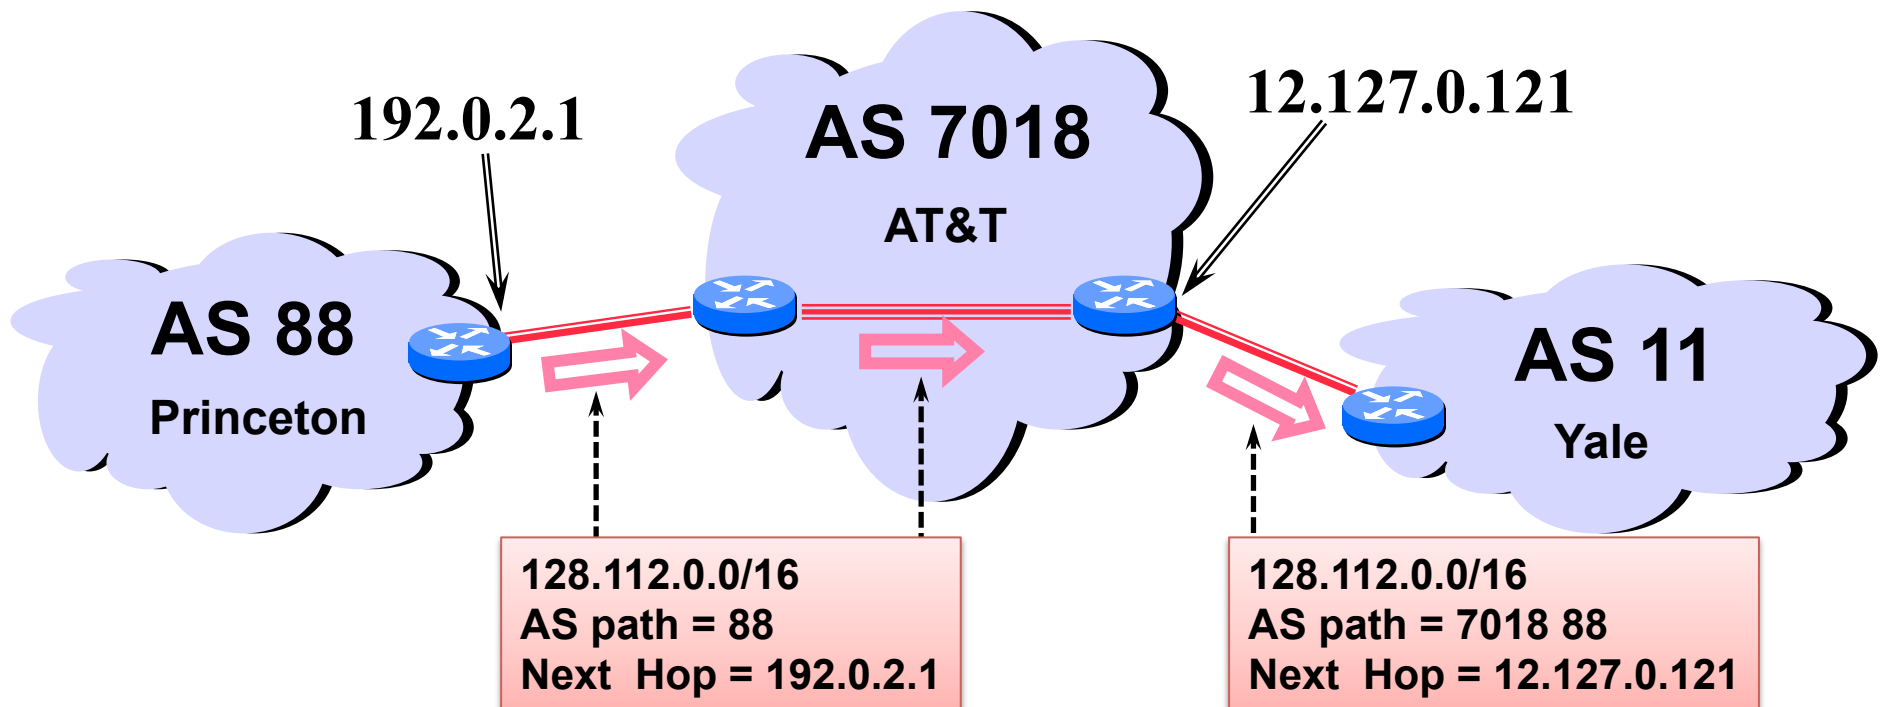 192.0.2.1
AS 7018
AT&T
12.127.0.121
AS 88
Princeton
AS 11
Yale
128.112.0.0/16
AS path = 88
Next Hop = 192.0.2.1
128.112.0.0/16
AS path = 7018 88
Next Hop = 12.127.0.121